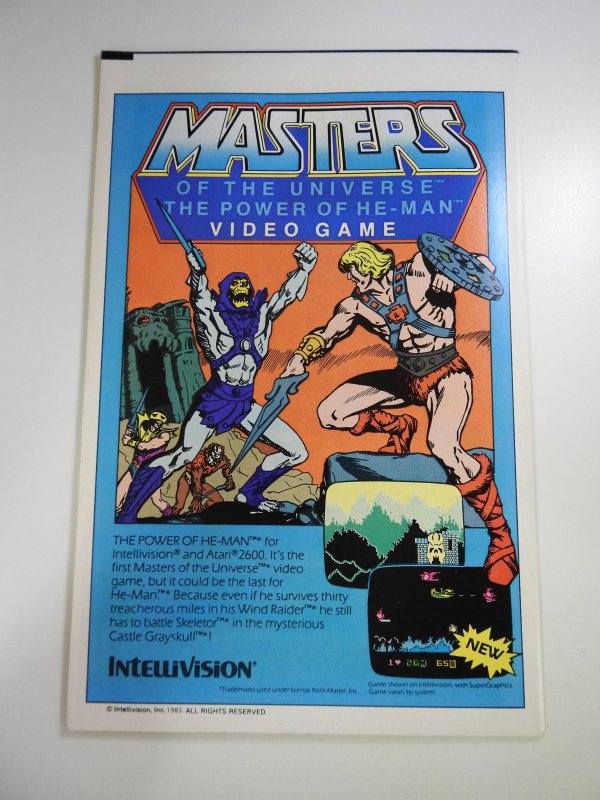 MASTERS
OF THE UNIVERSE™*
THE POWER OF HE-MAN™*
VIDEO GAME
THE POWER OF HE-MAN™* for
Intellivision® and Atari® 2600. It's the
first Masters of the Universe™* video
game, but it could be the last for
He-Man!™* Because even if he survives thirty
treacherous miles in his Wind Raider™* he still
has to battle Skeletor™* in the mysterious
Castle Grayskull™*!
INTELLIVISION®
*Trademarks used under license from Mattel, Inc.
1 26M 658
NEW
Game shown on Intellivision, with SuperGraphics.
Game varies by system.
© Intellivision, Inc. 1983 ALL RIGHTS RESERVED